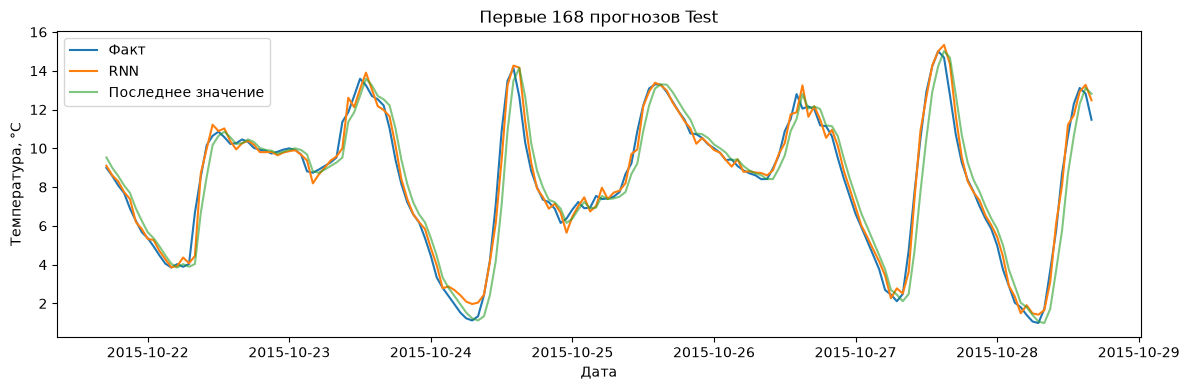 Первые 168 прогнозов Test
Температура, °C
16
14
12
10
8
6
4
2
Факт
RNN
Последнее значение
2015-10-22
2015-10-23
2015-10-24
2015-10-25
2015-10-26
2015-10-27
2015-10-28
2015-10-29
Дата